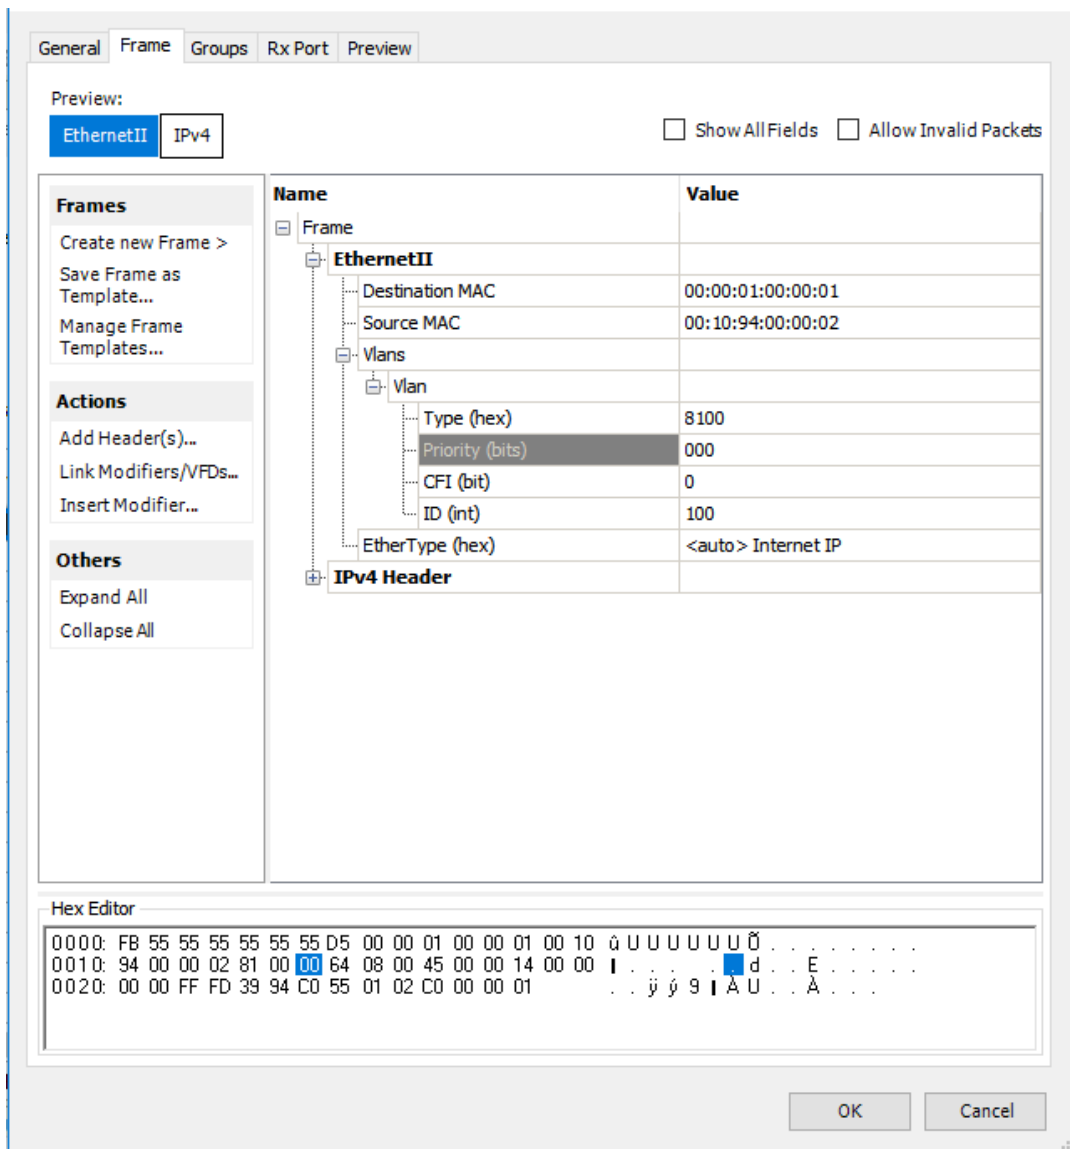 General Frame Groups Rx Port Preview
Preview:
EthernetII IPv4
Show All Fields Allow Invalid Packets
Frames
Create new Frame >
Save Frame as
Template...
Manage Frame
Templates...
Actions
Add Header(s)...
Link Modifiers/VFDs...
Insert Modifier...
Others
Expand All
Collapse All
Name Value
Frame
EthernetII
Destination MAC 00:00:01:00:00:01
Source MAC 00:10:94:00:00:02
Vlans
Vlan
Type (hex) 8100
Priority (bits) 000
CFI (bit) 0
ID (int) 100
EtherType (hex) <auto> Internet IP
IPv4 Header
Hex Editor
0000: FB 55 55 55 55 55 55 D5 00 00 01 00 00 01 00 10 û U U U U U U Õ . . . . . . . .
0010: 94 00 00 02 81 00 00 64 08 00 45 00 00 14 00 00 . . . . . . d . . E . . . . .
0020: 00 00 FF FD 39 94 C0 55 01 02 C0 00 00 01 . . ÿ ý 9 À U . . À . . .
OK Cancel